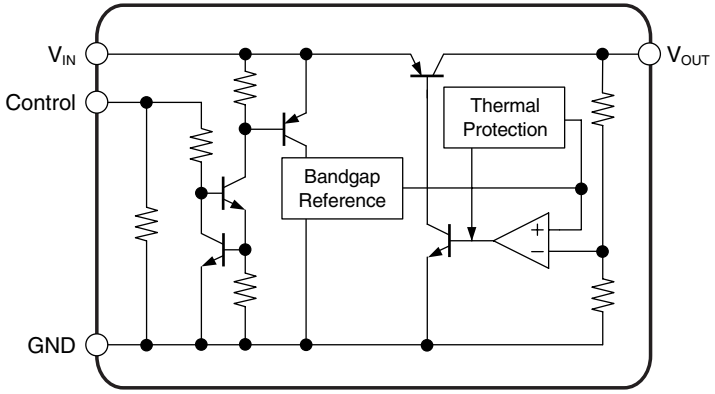 V_IN
V_OUT
Control
Thermal
Protection
Bandgap
Reference
+
−
GND